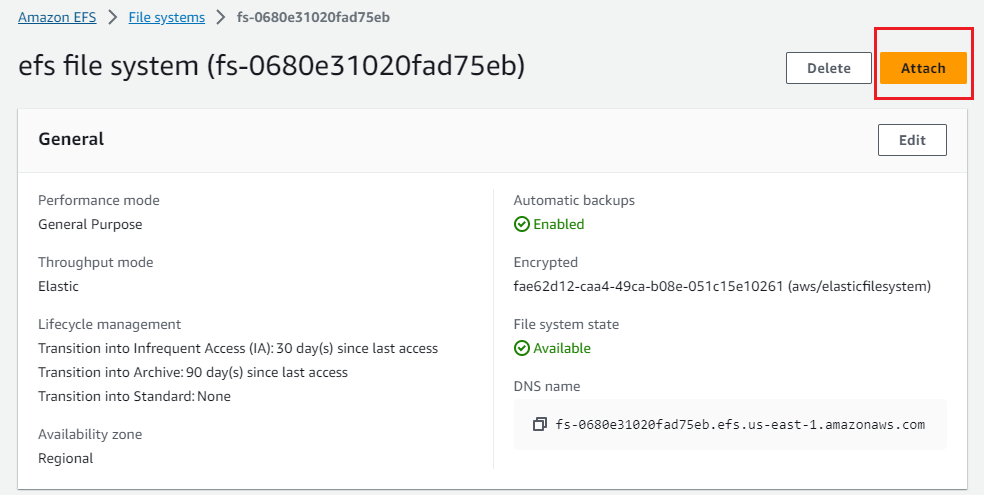 Amazon EFS > File systems > fs-0680e31020fad75eb
efs file system (fs-0680e31020fad75eb)
Delete
Attach
General
Edit
Performance mode
General Purpose
Throughput mode
Elastic
Lifecycle management
Transition into Infrequent Access (IA): 30 day(s) since last access
Transition into Archive: 90 day(s) since last access
Transition into Standard: None
Availability zone
Regional
Automatic backups
Enabled
Encrypted
fae62d12-caa4-49ca-b08e-051c15e10261 (aws/elasticfilesystem)
File system state
Available
DNS name
fs-0680e31020fad75eb.efs.us-east-1.amazonaws.com